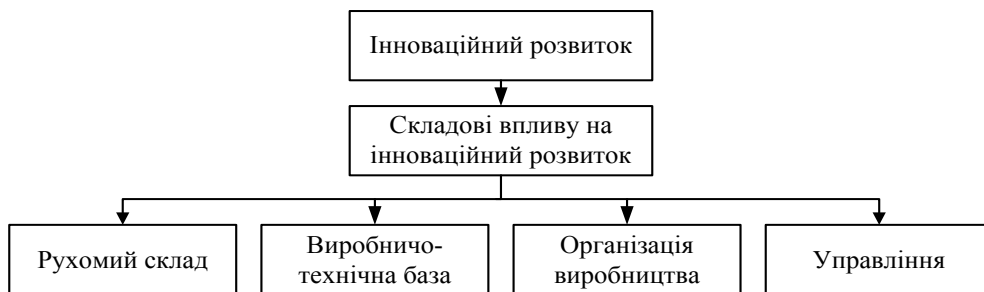 Інноваційний розвиток
Складові впливу на
інноваційний розвиток
Рухомий склад
Виробничо-
технічна база
Організація
виробництва
Управління